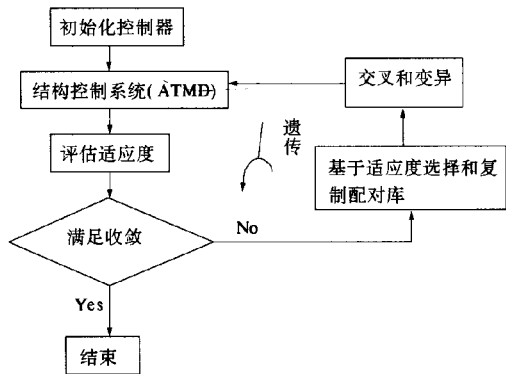 初始化控制器
结构控制系统(ATMD)
交叉和变异
评估适应度
遗传
基于适应度选择和复
制配对库
满足收敛
No
Yes
结束